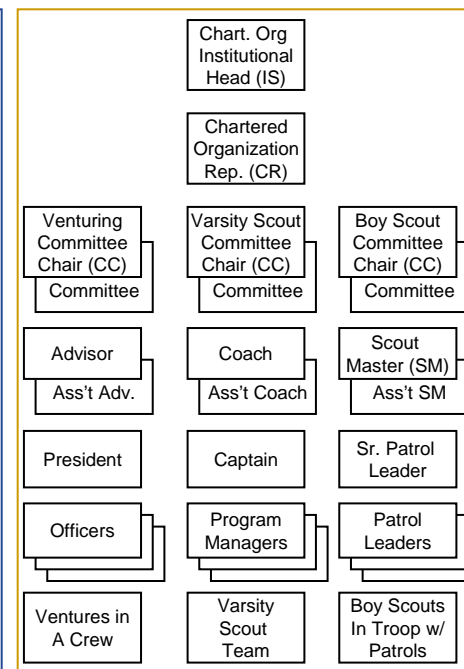 Chart. Org
Institutional
Head (IS)
Chartered
Organization
Rep. (CR)
Venturing
Committee
Chair (CC)
Committee
Varsity Scout
Committee
Chair (CC)
Committee
Boy Scout
Committee
Chair (CC)
Committee
Advisor
Ass't Adv.
Coach
Ass't Coach
Scout
Master (SM)
Ass't SM
President
Captain
Sr. Patrol
Leader
Officers
Program
Managers
Patrol
Leaders
Ventures in
A Crew
Varsity
Scout
Team
Boy Scouts
In Troop w/
Patrols